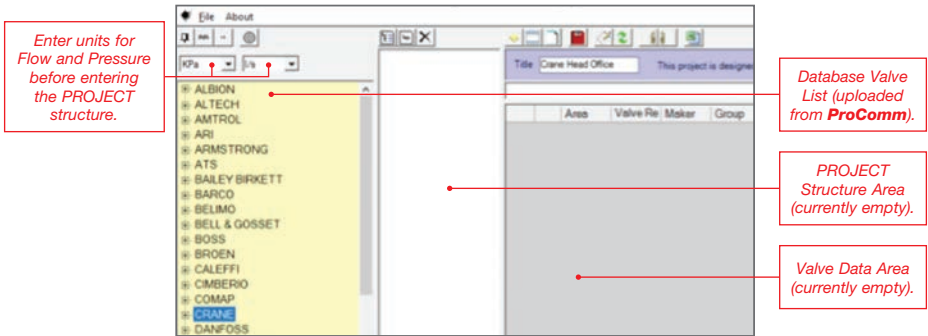 File About
Enter units for
Flow and Pressure
before entering
the PROJECT
structure.
KPa
l/s
Title Crane Head Office This project is designe
Area Valve Re Maker Group
ALBION
ALTECH
AMTROL
ARI
ARMSTRONG
ATS
BAILEY BIRKETT
BARCO
BELIMO
BELL & GOSSET
BOSS
BROEN
CALEFFI
CIMBERIO
COMAP
CRANE
DANFOSS
Database Valve
List (uploaded
from ProComm).
PROJECT
Structure Area
(currently empty).
Valve Data Area
(currently empty).